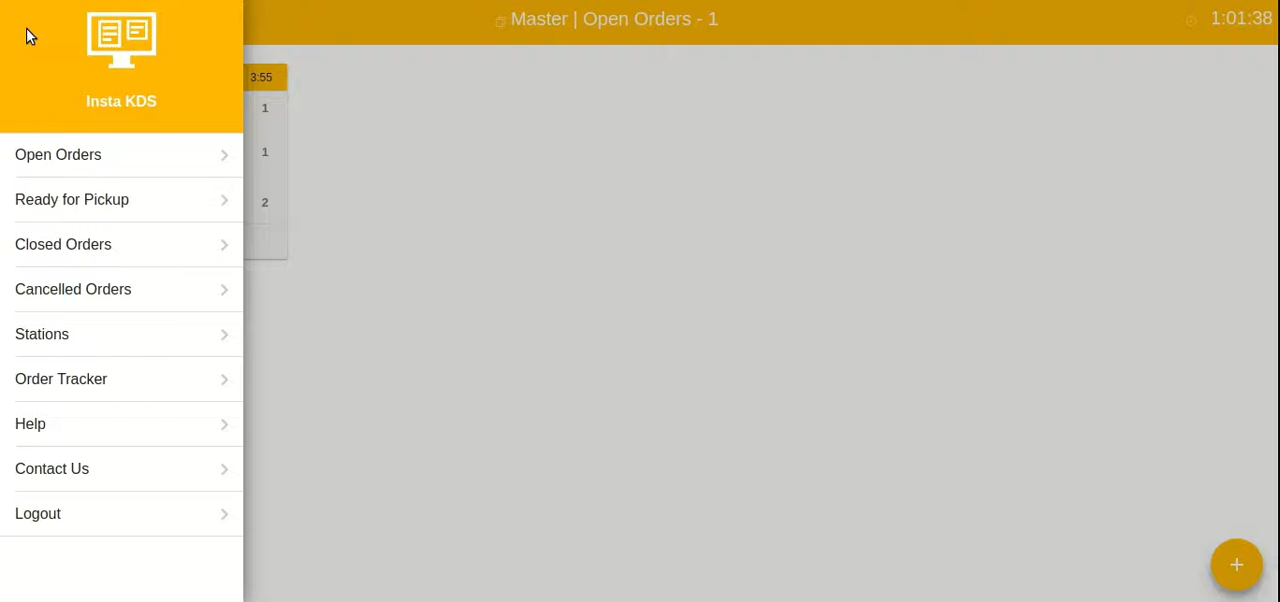 Master | Open Orders - 1
1:01:38
Insta KDS
3:55
1
1
2
Open Orders
Ready for Pickup
Closed Orders
Cancelled Orders
Stations
Order Tracker
Help
Contact Us
Logout
+